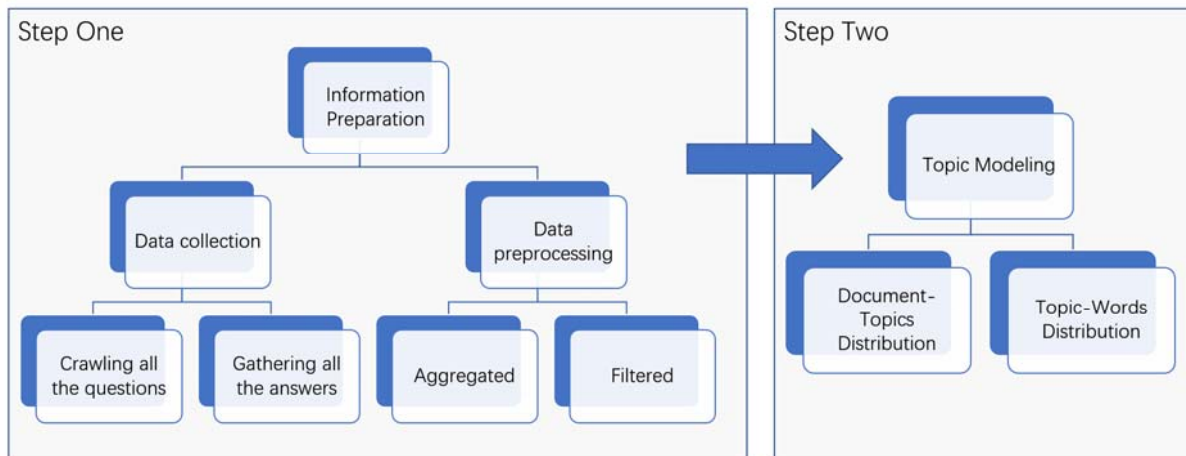 Step One
Information
Preparation
Data collection
Data
preprocessing
Crawling all
the questions
Gathering all
the answers
Aggregated
Filtered
Step Two
Topic Modeling
Document-
Topics
Distribution
Topic-Words
Distribution